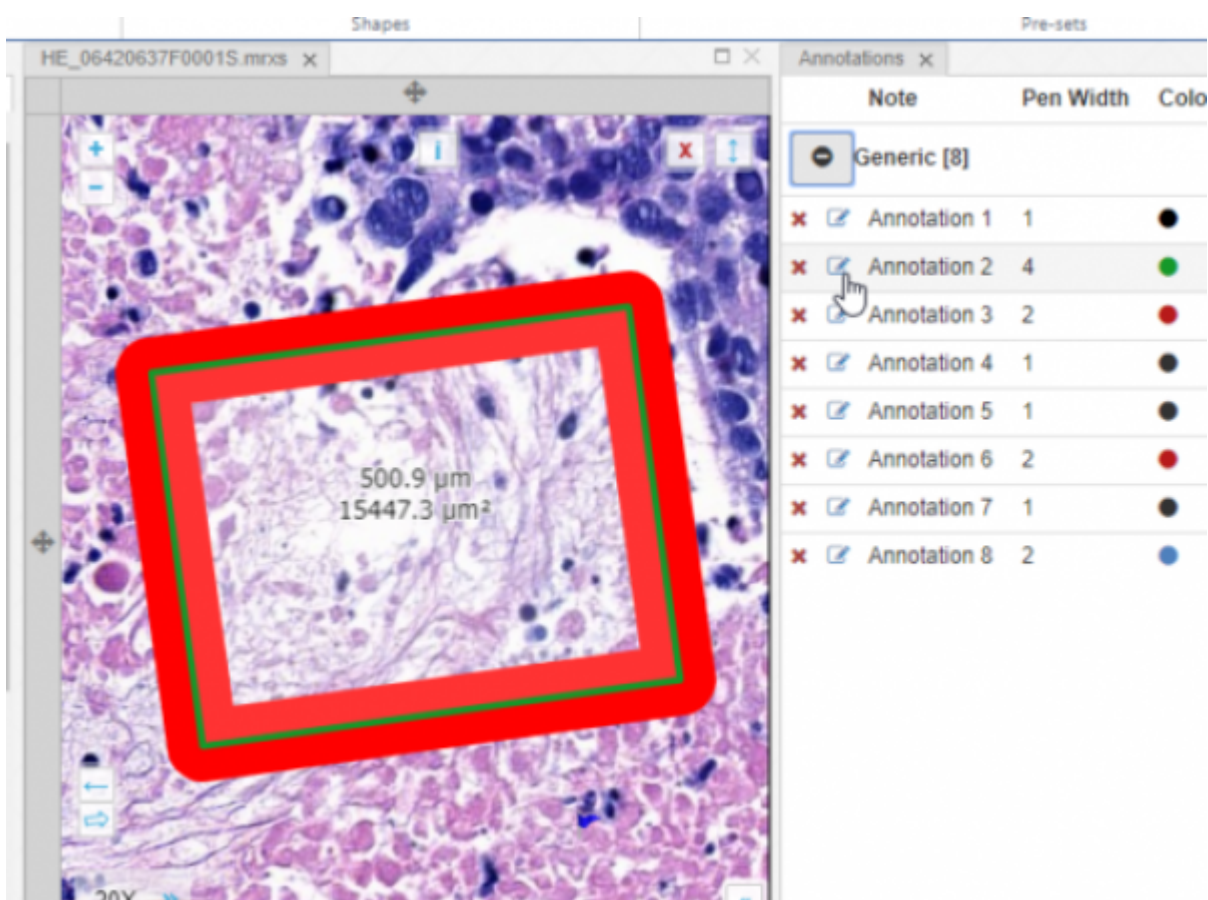 Shapes
Pre-sets
HE_06420637F0001S.mrxs
Annotations
Note Pen Width Colo
Generic [8]
Annotation 1 1
Annotation 2 4
Annotation 3 2
Annotation 4 1
Annotation 5 1
Annotation 6 2
Annotation 7 1
Annotation 8 2
500.9 µm
15447.3 µm²
20X